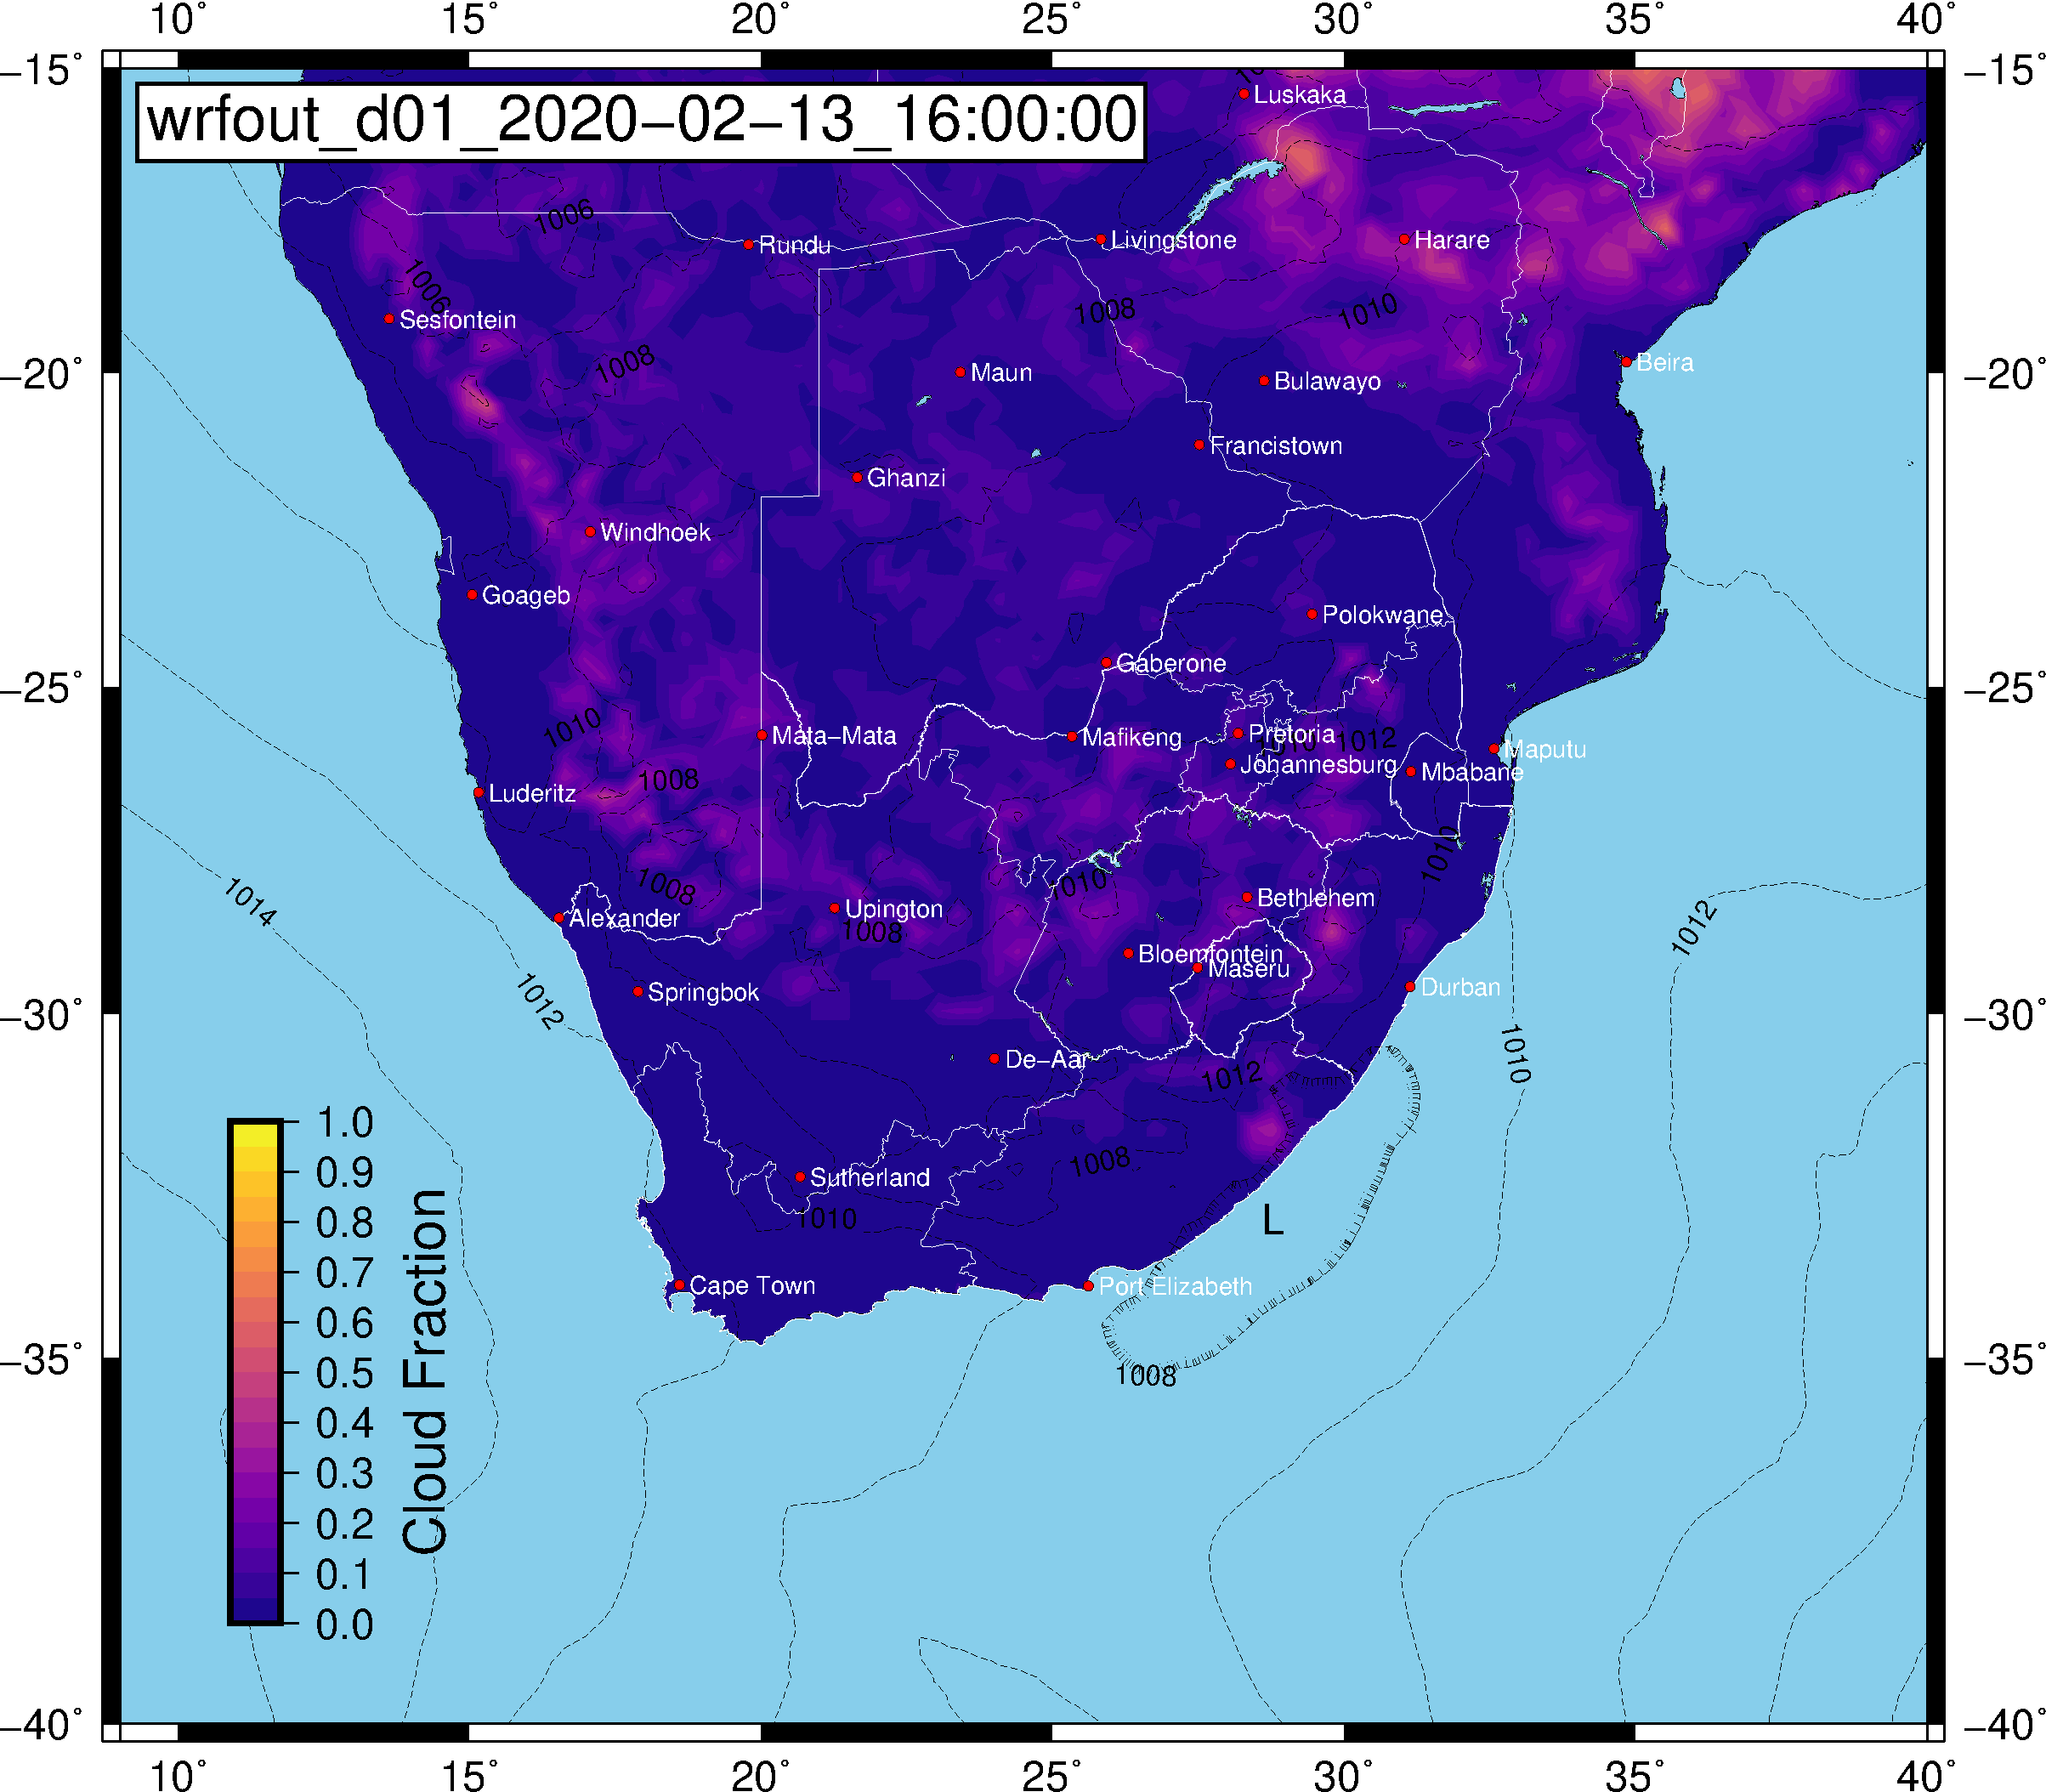 10° 15° 20° 25° 30° 35° 40°
−15° −15°
wrfout_d01_2020−02−13_16:00:00
Luskaka
1006
Rundu
Livingstone
Harare
1006
Sesfontein
1008
1010
1008
Beira
−20° −20°
Maun
Bulawayo
Francistown
Ghanzi
Windhoek
Goageb
Polokwane
Gaberone
−25° −25°
1010
Mata−Mata
Mafikeng
Pretoria
1010
1012
Maputu
Johannesburg
Mbabane
1008
Luderitz
1010
1008
1010
Bethlehem
1014
Alexander
Upington
1008
1012
Bloemfontein
Maseru
Springbok
Durban
1012
−30° −30°
1010
De−Aar
1012
1008
Sutherland
1010
L
Cape Town
Port Elizabeth
−35° −35°
1008
1.0
0.9
0.8
0.7
0.6
0.5
0.4
0.3
0.2
0.1
0.0
Cloud Fraction
−40° −40°
10° 15° 20° 25° 30° 35° 40°